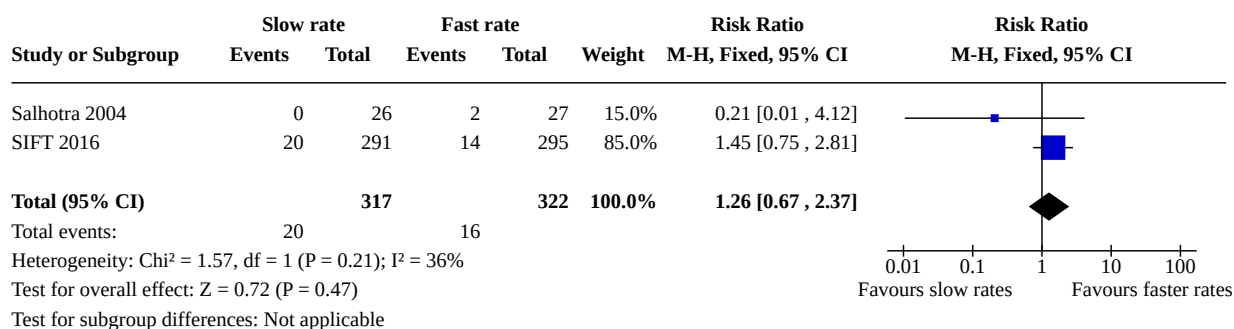 Slow rate Fast rate Risk Ratio Risk Ratio
Study or Subgroup Events Total Events Total Weight M-H, Fixed, 95% CI M-H, Fixed, 95% CI
Salhotra 2004 0 26 2 27 15.0% 0.21 [0.01 , 4.12]
SIFT 2016 20 291 14 295 85.0% 1.45 [0.75 , 2.81]
Total (95% CI) 317 322 100.0% 1.26 [0.67 , 2.37]
Total events: 20 16
Heterogeneity: Chi² = 1.57, df = 1 (P = 0.21); I² = 36%
0.01 0.1 1 10 100
Test for overall effect: Z = 0.72 (P = 0.47)
Favours slow rates Favours faster rates
Test for subgroup differences: Not applicable